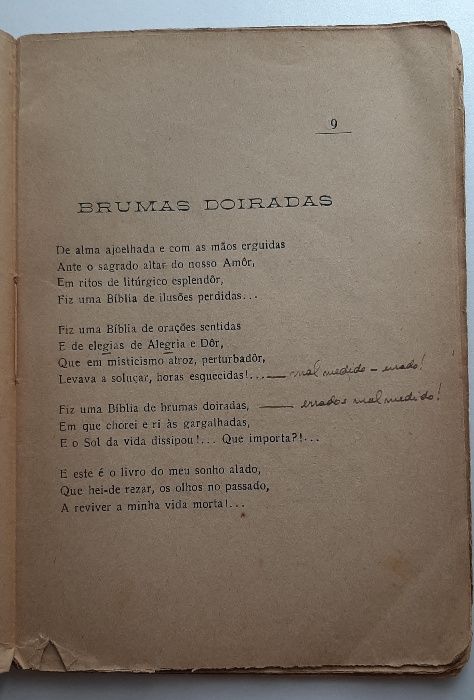 9
BRUMAS DOIRADAS
De alma ajoelhada e com as mãos erguidas
Ante o sagrado altar do nosso Amôr,
Em ritos de litúrgico esplendôr,
Fiz uma Bíblia de ilusões perdidas...
Fiz uma Bíblia de orações sentidas
E de elegias de Alegria e Dôr,
Que em misticismo atroz, perturbadôr,
Levava a soluçar, horas esquecidas!... — mal medido - errado!
Fiz uma Bíblia de brumas doiradas, — errado e mal medido!
Em que chorei e ri às gargalhadas,
E o Sol da vida dissipou!... Que importa?!...
E este é o livro do meu sonho alado,
Que hei-de rezar, os olhos no passado,
A reviver a minha vida morta!...